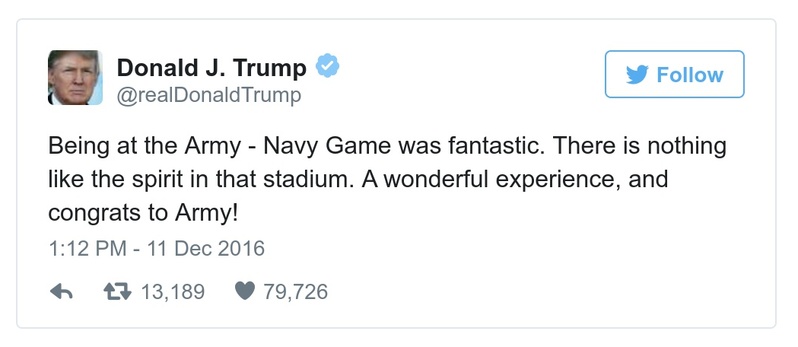 Donald J. Trump
@realDonaldTrump
Follow
Being at the Army - Navy Game was fantastic. There is nothing
like the spirit in that stadium. A wonderful experience, and
congrats to Army!
1:12 PM - 11 Dec 2016
13,189 79,726